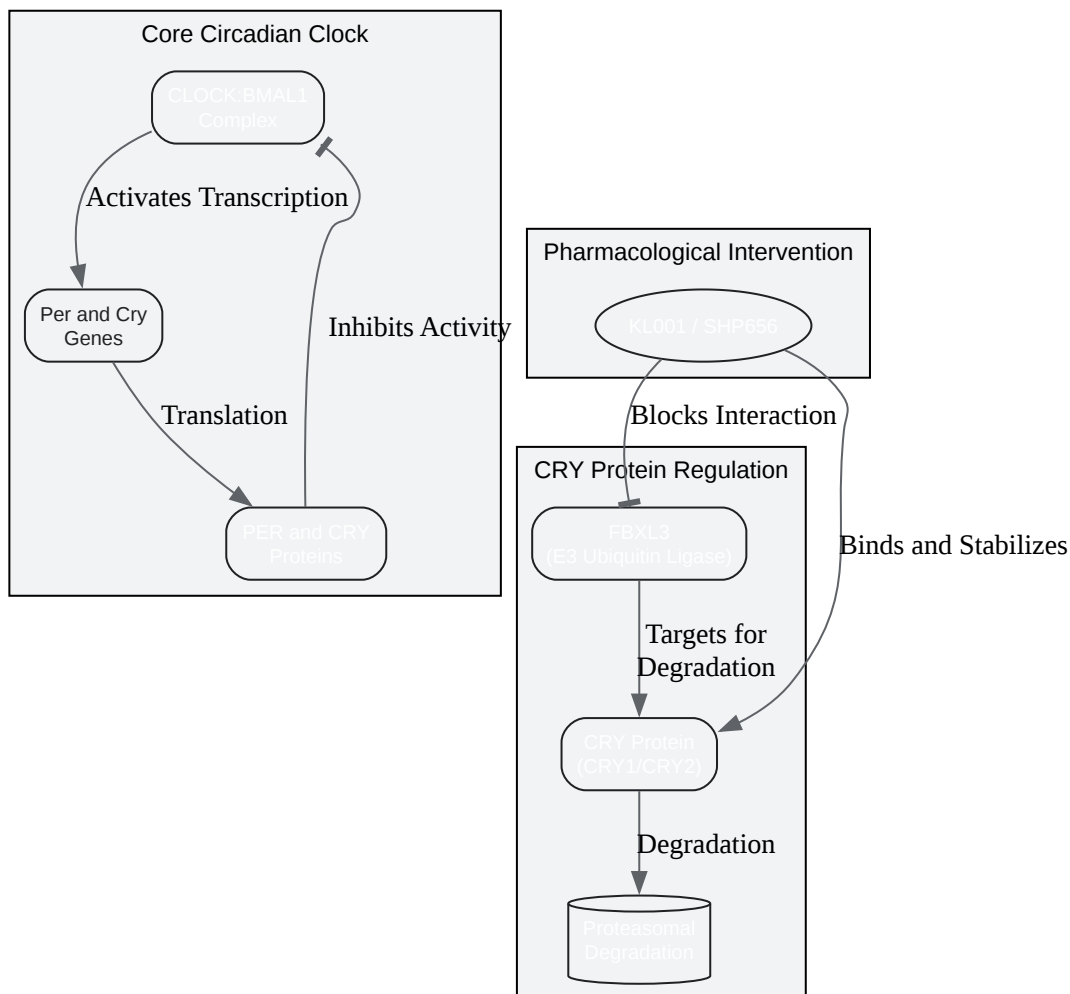 Core Circadian Clock
CLOCK:BMAL1
Complex
Activates Transcription
Per and Cry
Genes
Inhibits Activity
Translation
PER and CRY
Proteins
Pharmacological Intervention
KL001 / SHP656
Blocks Interaction
CRY Protein Regulation
FBXL3
(E3 Ubiquitin Ligase)
Binds and Stabilizes
Targets for
Degradation
CRY Protein
(CRY1/CRY2)
Degradation
Proteasomal
Degradation